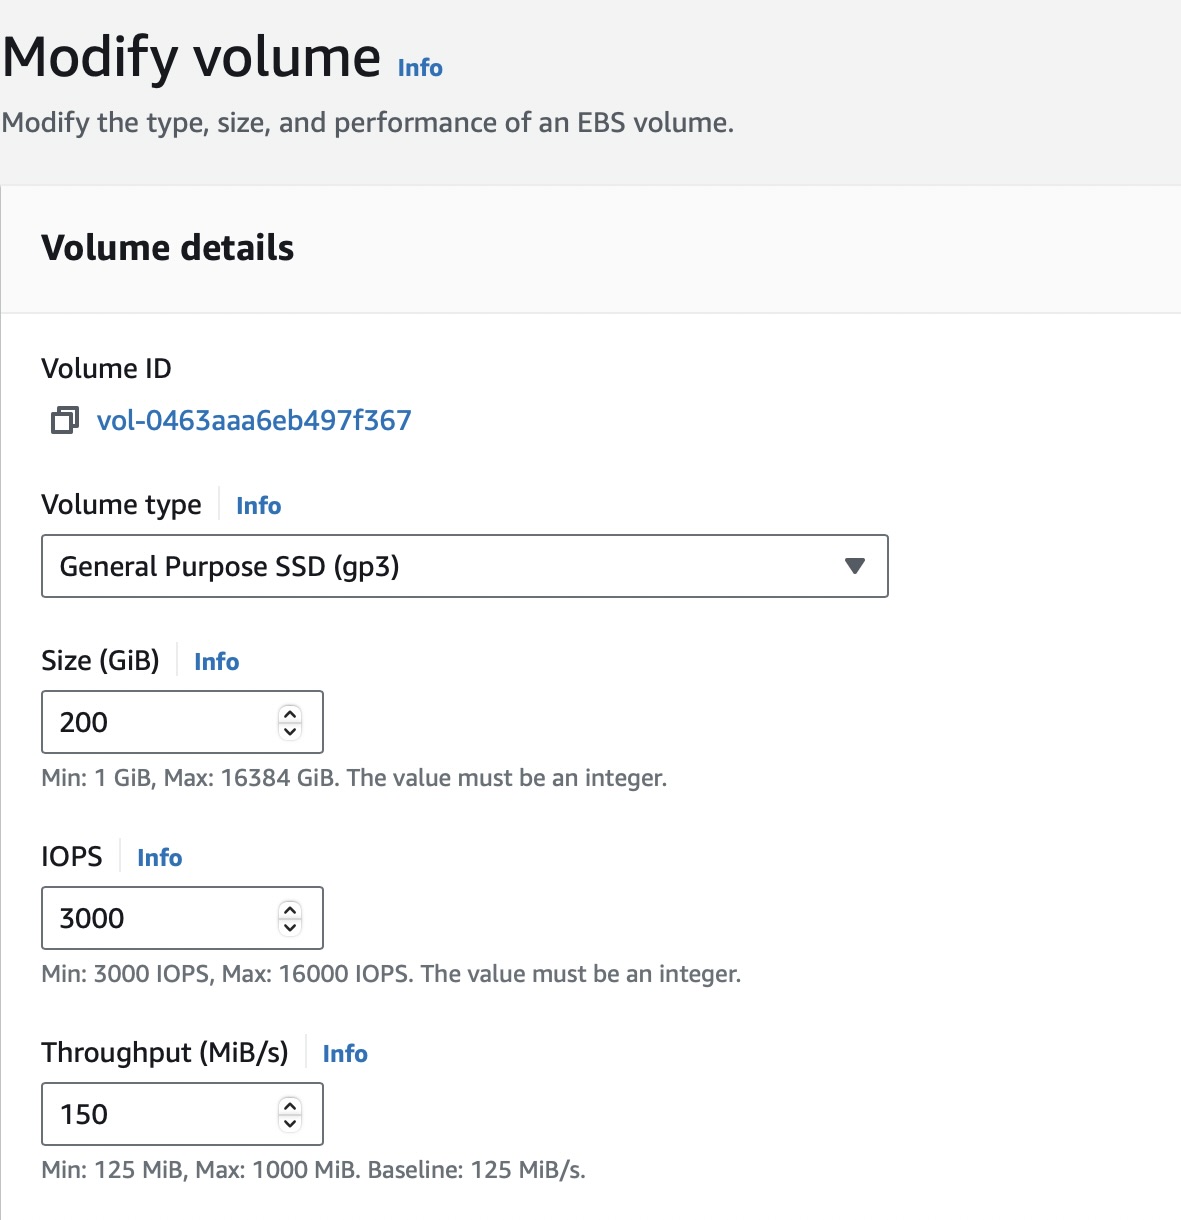 Modify volume Info
Modify the type, size, and performance of an EBS volume.
Volume details
Volume ID
vol-0463aaa6eb497f367
Volume type Info
General Purpose SSD (gp3)
Size (GiB) Info
200
Min: 1 GiB, Max: 16384 GiB. The value must be an integer.
IOPS Info
3000
Min: 3000 IOPS, Max: 16000 IOPS. The value must be an integer.
Throughput (MiB/s) Info
150
Min: 125 MiB, Max: 1000 MiB. Baseline: 125 MiB/s.